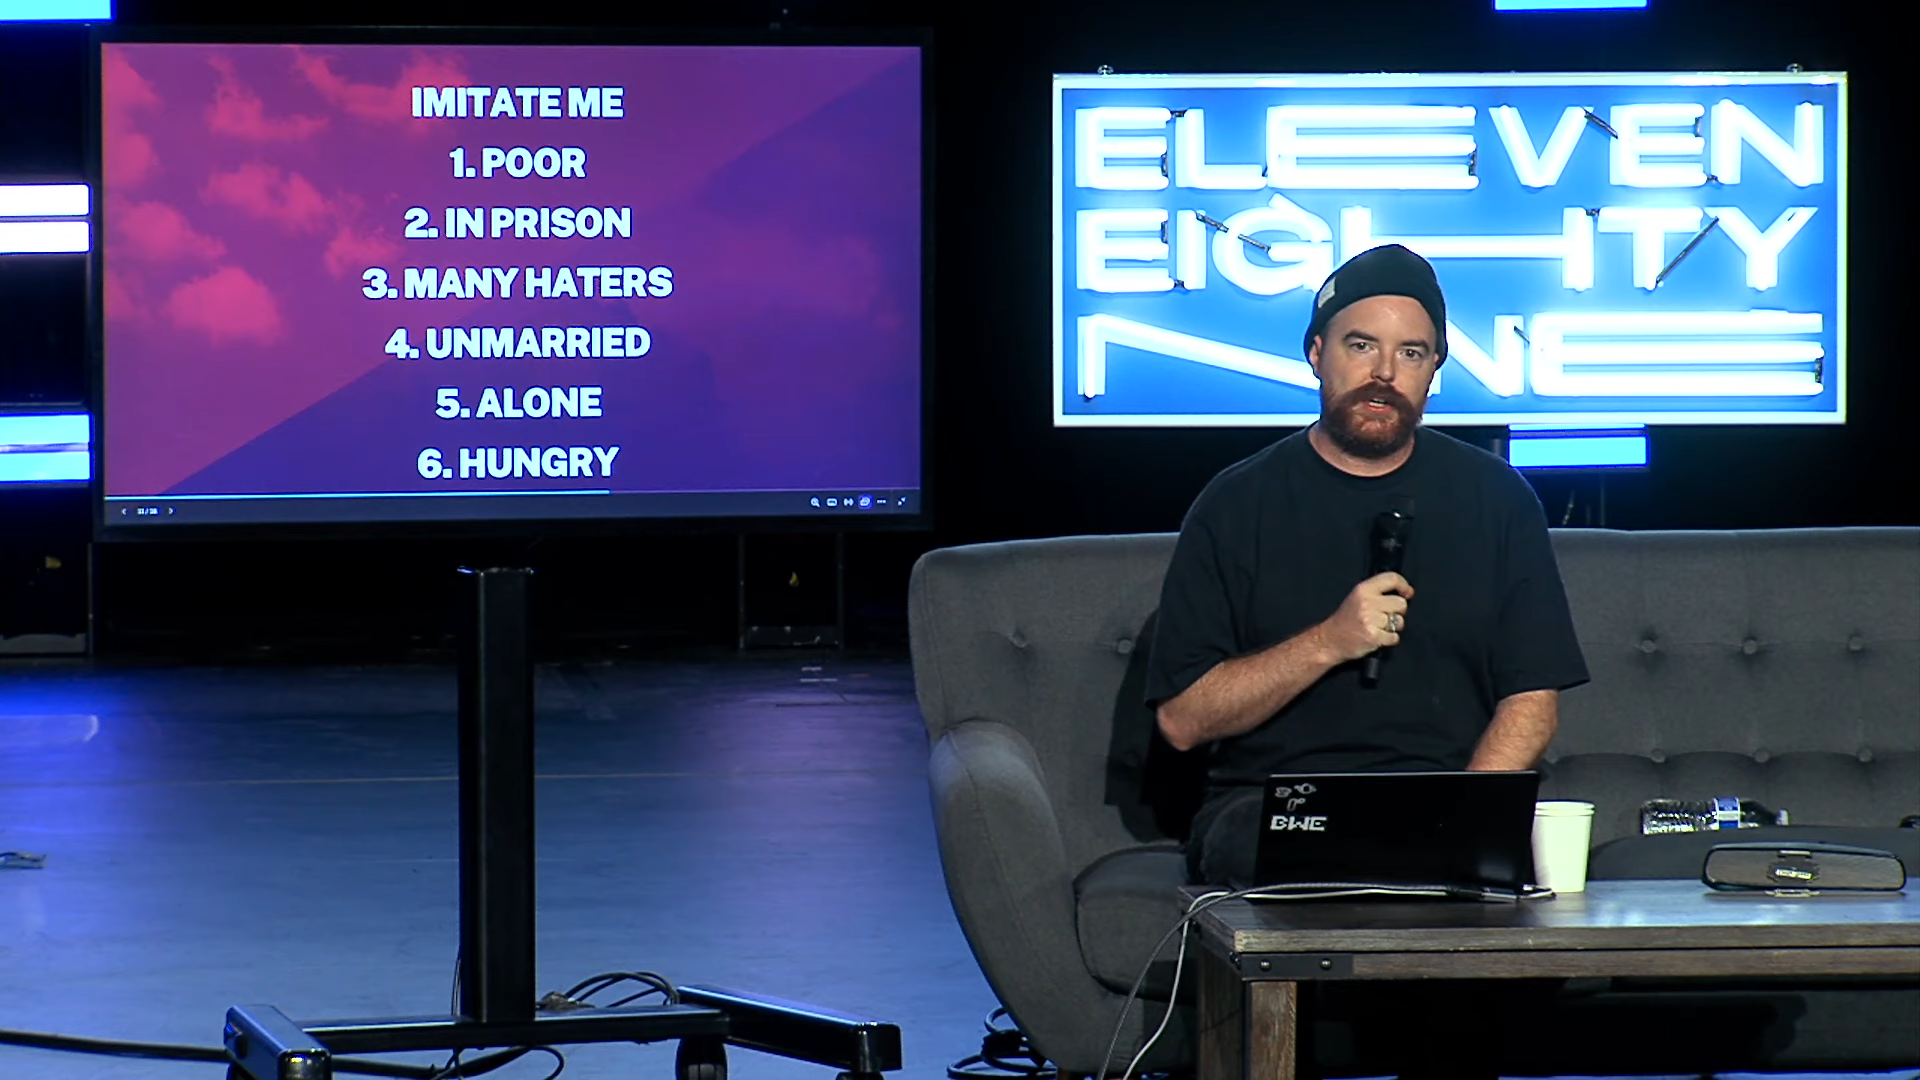 IMITATE ME
1. POOR
2. IN PRISON
3. MANY HATERS
4. UNMARRIED
5. ALONE
6. HUNGRY
ELEVEN
EIGHTY
NINE
BWE